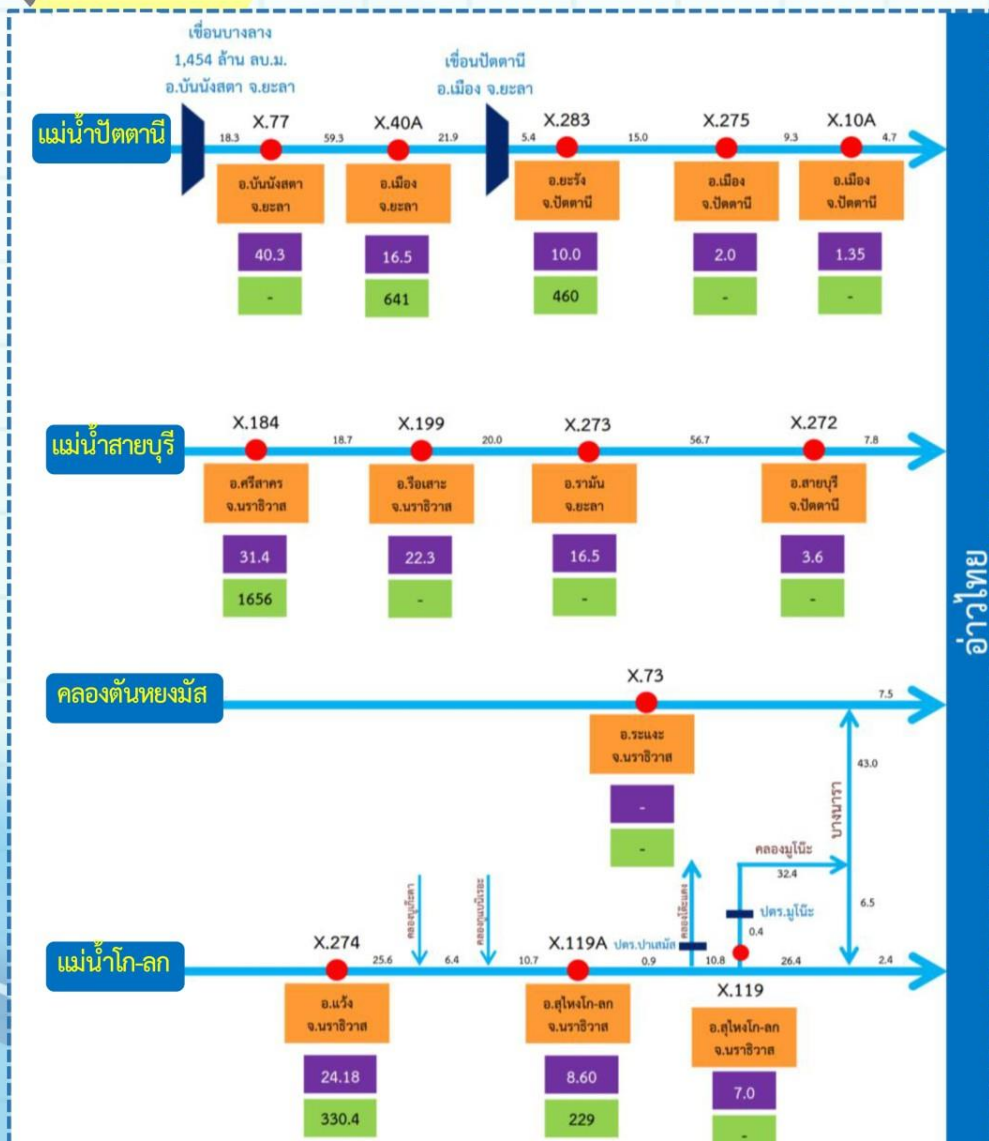 เขื่อนบางลาง
1,454 ล้าน ลบ.ม.
อ.บันนังสตา จ.ยะลา
เขื่อนปัตตานี
อ.เมือง จ.ยะลา
แม่น้ำปัตตานี
18.3
X.77
59.3
X.40A
21.9
5.4
X.283
15.0
X.275
9.3
X.10A
4.7
อ.บันนังสตา
จ.ยะลา
อ.เมือง
จ.ยะลา
อ.ยะรัง
จ.ปัตตานี
อ.เมือง
จ.ปัตตานี
อ.เมือง
จ.ปัตตานี
40.3
16.5
10.0
2.0
1.35
-
641
460
-
-
แม่น้ำสายบุรี
X.184
18.7
X.199
20.0
X.273
56.7
X.272
7.8
อ.ศรีสาคร
จ.นราธิวาส
อ.รือเสาะ
จ.นราธิวาส
อ.รามัน
จ.ยะลา
อ.สายบุรี
จ.ปัตตานี
31.4
22.3
16.5
3.6
1656
-
-
-
อ่าวไทย
คลองตันหยงมัส
X.73
7.5
อ.ระแงะ
จ.นราธิวาส
-
-
43.0
บางนารา
คลองมูโน๊ะ
32.4
ปตร.มูโน๊ะ
0.4
6.5
แม่น้ำโก-ลก
X.274
25.6
6.4
10.7
X.119A
ปตร.ปาเสมัส
0.9
คลองโต๊ะแดง
10.8
26.4
2.4
X.119
อ.แว้ง
จ.นราธิวาส
อ.สุไหงโก-ลก
จ.นราธิวาส
อ.สุไหงโก-ลก
จ.นราธิวาส
24.18
8.60
7.0
330.4
229
-